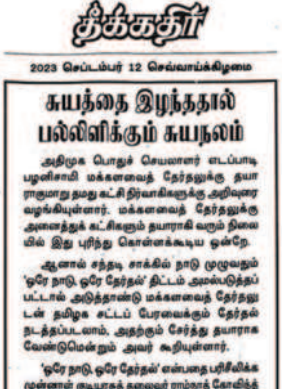 தீக்கதிர்
2023 செப்டம்பர் 12 செவ்வாய்க்கிழமை
சுயத்தை இழந்ததால்
பல்லிளிக்கும் சுயநலம்
அதிமுக பொதுச் செயலாளர் எடப்பாடி
பழனிசாமி மக்களவைத் தேர்தலுக்கு தயா
ராகுமாறு தமது கட்சி நிர்வாகிகளுக்கு அறிவுரை
வழங்கியுள்ளார். மக்களவைத் தேர்தலுக்கு
அனைத்துக் கட்சிகளும் தயாராகி வரும் நிலை
யில் இது புரிந்து கொள்ளக்கூடிய ஒன்றே.
ஆனால் சந்தடி சாக்கில் நாடு முழுவதும்
'ஒரே நாடு, ஒரே தேர்தல்' திட்டம் அமல்படுத்தப்
பட்டால் அடுத்தாண்டு மக்களவைத் தேர்தலு
டன் தமிழக சட்டப் பேரவைக்கும் தேர்தல்
நடத்தப்படலாம். அதற்கும் சேர்த்து தயாராக
வேண்டுமென்றும் அவர் கூறியுள்ளார்.
'ஒரே நாடு, ஒரே தேர்தல்' என்பதை பரிசீலிக்க
முன்னாள் குடியரசுத் தலைவர் ராம்நாத் கோவிந்த்